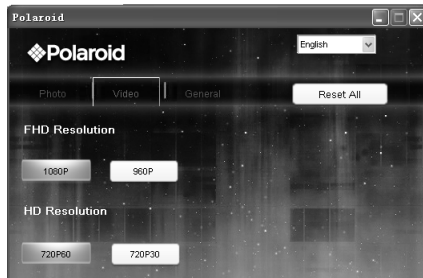 Polaroid
Polaroid
English
Photo Video General Reset All
FHD Resolution
1080P 960P
HD Resolution
720P60 720P30